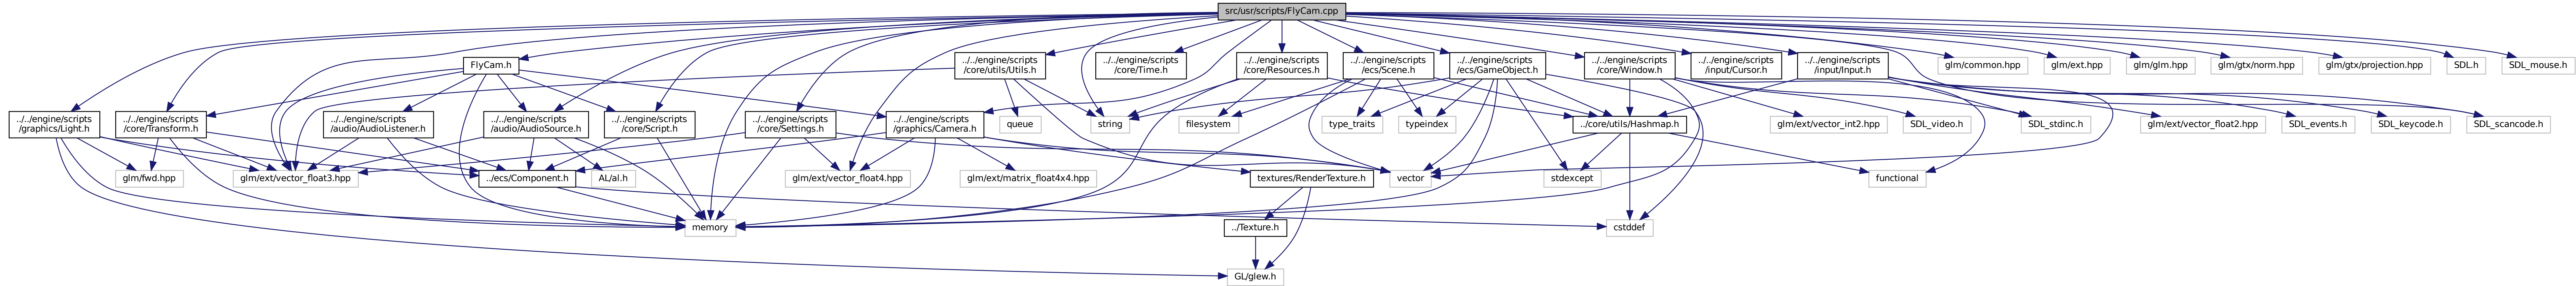 src/usr/scripts/FlyCam.cpp
FlyCam.h
../../engine/scripts
/core/utils/Utils.h
../../engine/scripts
/core/Time.h
../../engine/scripts
/core/Resources.h
../../engine/scripts
/ecs/Scene.h
../../engine/scripts
/ecs/GameObject.h
../../engine/scripts
/core/Window.h
../../engine/scripts
/input/Cursor.h
../../engine/scripts
/input/Input.h
glm/common.hpp
glm/ext.hpp
glm/glm.hpp
glm/gtx/norm.hpp
glm/gtx/projection.hpp
SDL.h
SDL_mouse.h
../../engine/scripts
/graphics/Light.h
../../engine/scripts
/core/Transform.h
../../engine/scripts
/audio/AudioListener.h
../../engine/scripts
/audio/AudioSource.h
../../engine/scripts
/core/Script.h
../../engine/scripts
/core/Settings.h
../../engine/scripts
/graphics/Camera.h
queue
string
filesystem
type_traits
typeindex
../core/utils/Hashmap.h
glm/ext/vector_int2.hpp
SDL_video.h
SDL_stdinc.h
glm/ext/vector_float2.hpp
SDL_events.h
SDL_keycode.h
SDL_scancode.h
glm/fwd.hpp
glm/ext/vector_float3.hpp
../ecs/Component.h
AL/al.h
glm/ext/vector_float4.hpp
glm/ext/matrix_float4x4.hpp
textures/RenderTexture.h
vector
stdexcept
functional
memory
../Texture.h
cstddef
GL/glew.h